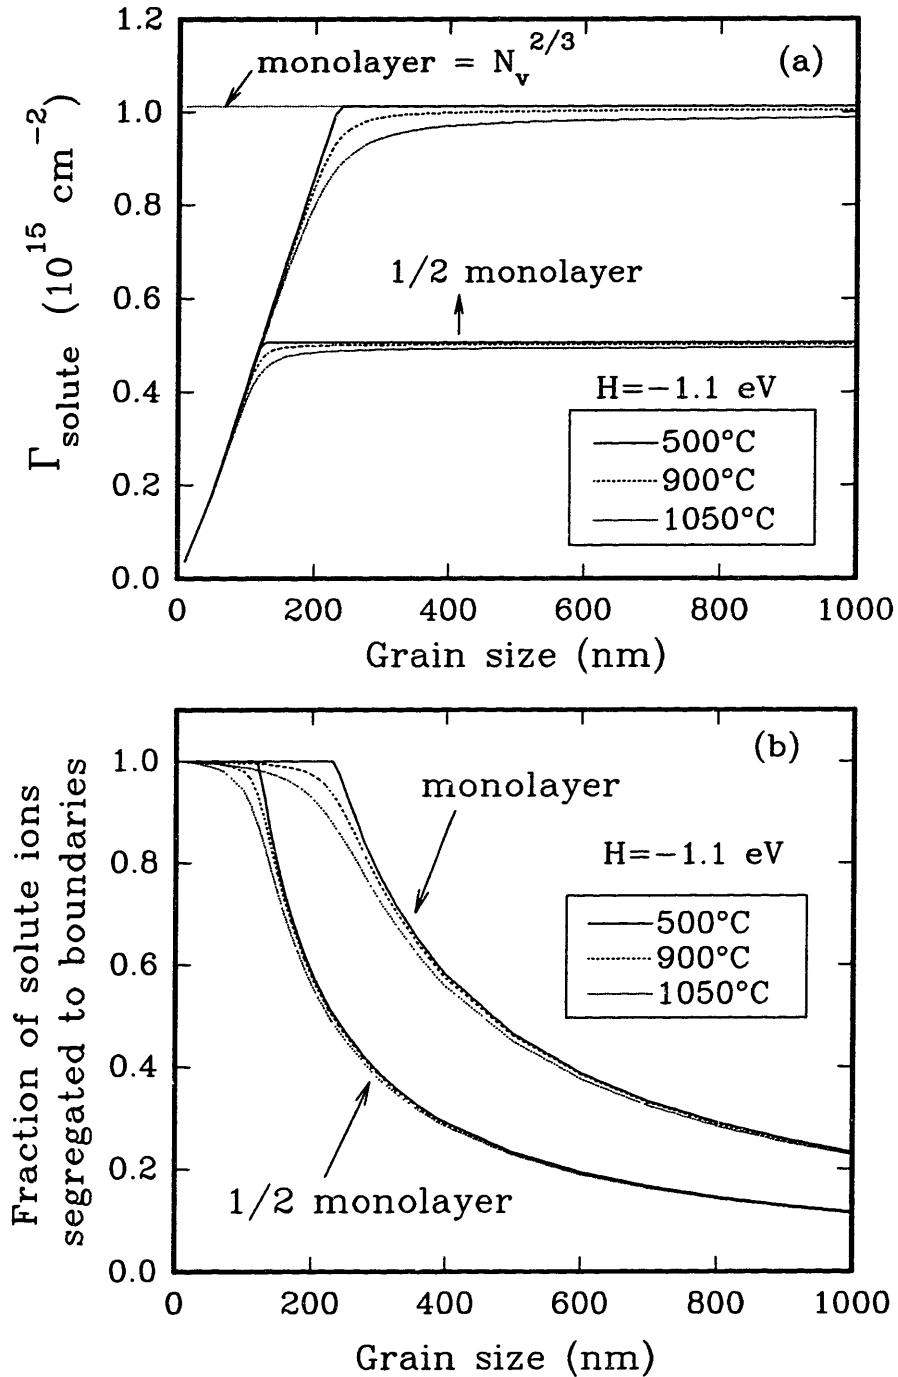 1.2
monolayer = N_v^{2/3}
(a)
1.0
0.8
1/2 monolayer
0.6
H=−1.1 eV
0.4
500°C
900°C
0.2
1050°C
0.0
Γ_solute (10^{15} cm^{−2})
0 200 400 600 800 1000
Grain size (nm)
(b)
1.0
monolayer
H=−1.1 eV
0.8
500°C
900°C
0.6
1050°C
0.4
0.2
1/2 monolayer
0.0
Fraction of solute ions
segregated to boundaries
0 200 400 600 800 1000
Grain size (nm)